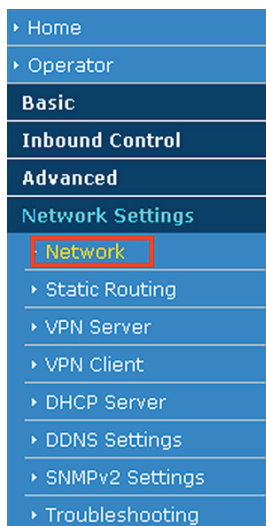 Home
Operator
Basic
Inbound Control
Advanced
Network Settings
Network
Static Routing
VPN Server
VPN Client
DHCP Server
DDNS Settings
SNMPv2 Settings
Troubleshooting